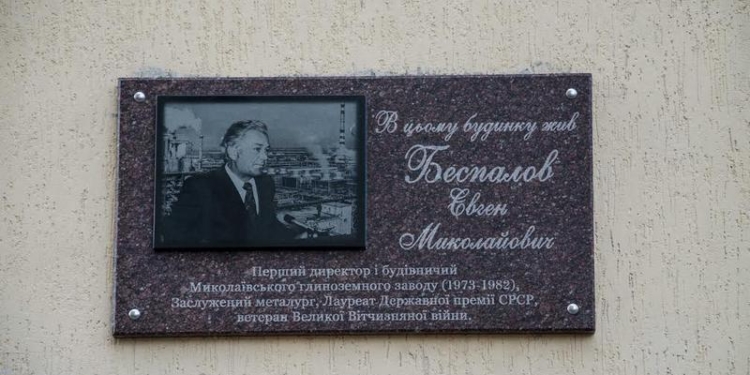 В цьому будинку жив
Беспалов
Євген
Миколайович
Перший директор і будівничий
Миколаївського глиноземного заводу (1973-1982),
Заслужений металург, Лауреат Державної премії СРСР,
ветеран Великої Вітчизняної війни.